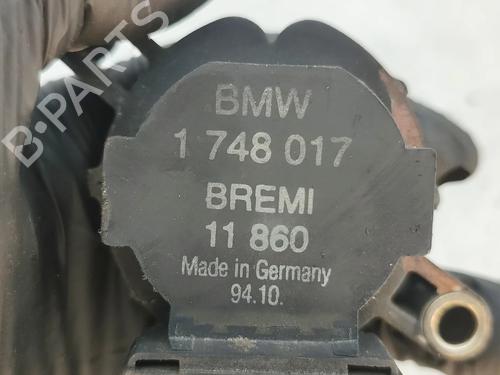 BMW
1 748 017
BREMI
11 860
Made in Germany
94.10.
B-PARTS